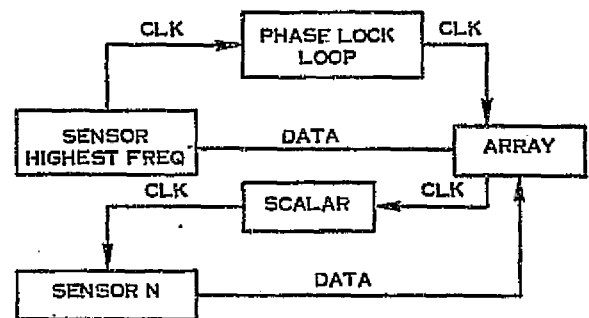 CLK
PHASE LOCK
LOOP
CLK
SENSOR
HIGHEST FREQ
DATA
ARRAY
CLK
SCALAR
CLK
SENSOR N
DATA